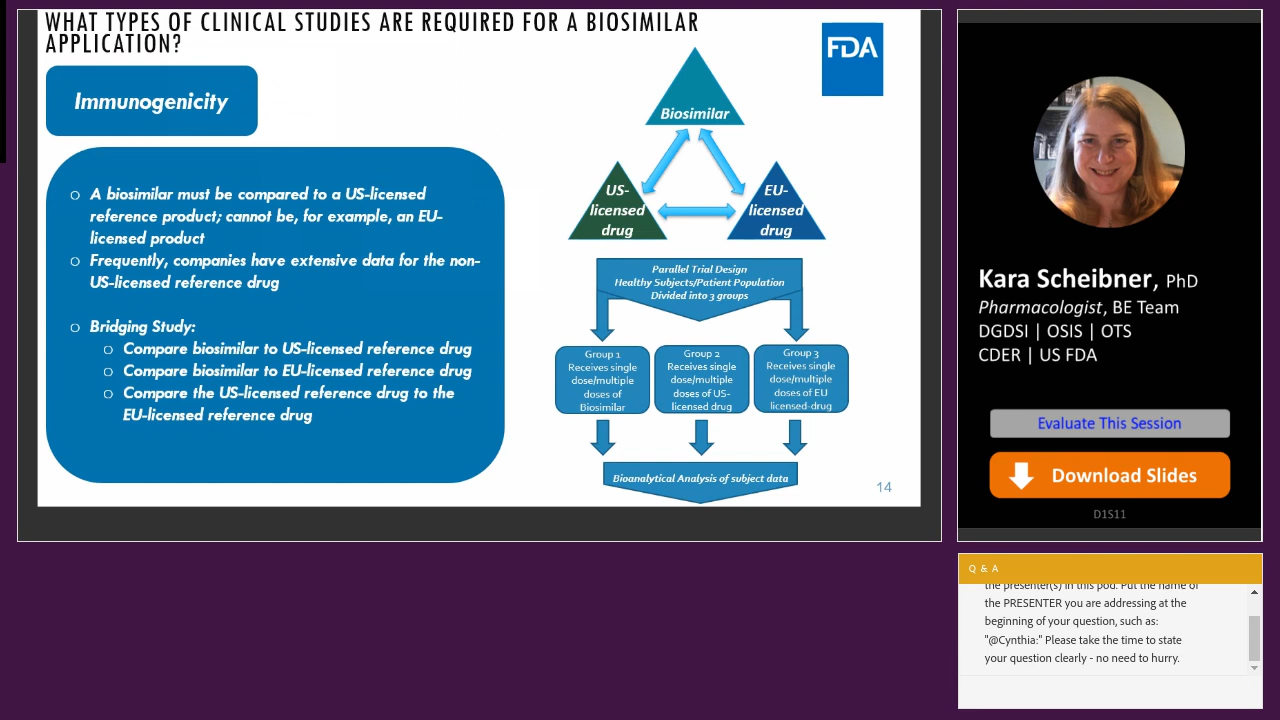 WHAT TYPES OF CLINICAL STUDIES ARE REQUIRED FOR A BIOSIMILAR
APPLICATION?
FDA
Immunogenicity
o A biosimilar must be compared to a US-licensed
reference product; cannot be, for example, an EU-
licensed product
o Frequently, companies have extensive data for the non-
US-licensed reference drug
o Bridging Study:
o Compare biosimilar to US-licensed reference drug
o Compare biosimilar to EU-licensed reference drug
o Compare the US-licensed reference drug to the
EU-licensed reference drug
Biosimilar
US-
licensed
drug
EU-
licensed
drug
Parallel Trial Design
Healthy Subjects/Patient Population
Divided into 3 groups
Group 1
Receives single
dose/multiple
doses of
Biosimilar
Group 2
Receives single
dose/multiple
doses of US-
licensed drug
Group 3
Receives single
dose/multiple
doses of EU
licensed-drug
Bioanalytical Analysis of subject data
14
Kara Scheibner, PhD
Pharmacologist, BE Team
DGDSI | OSIS | OTS
CDER | US FDA
Evaluate This Session
Download Slides
D1S11
Q & A
the presenter(s) in this pod. Put the name of
the PRESENTER you are addressing at the
beginning of your question, such as:
"@Cynthia:" Please take the time to state
your question clearly - no need to hurry.